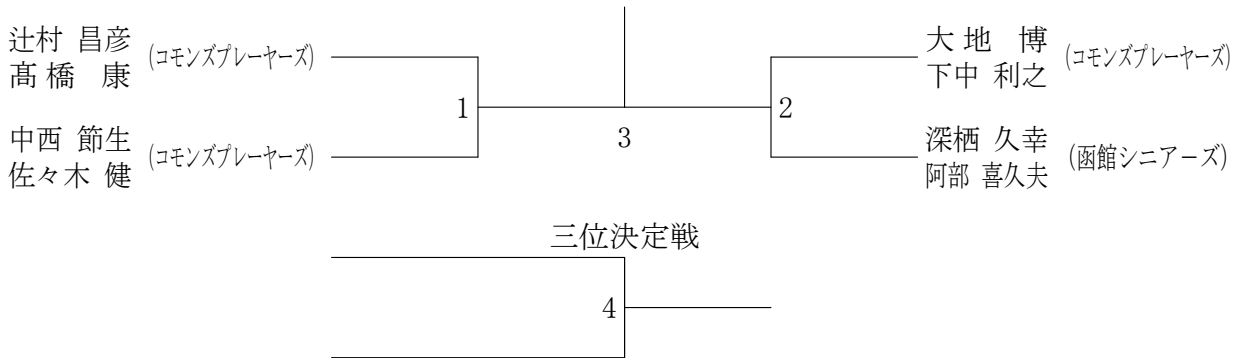 辻村 昌彦 (コモンズプレーヤーズ)
髙橋 康
中西 節生 (コモンズプレーヤーズ)
佐々木 健
1
3
2
大地 博 (コモンズプレーヤーズ)
下中 利之
深栖 久幸 (函館シニアーズ)
阿部 喜久夫
三位決定戦
4